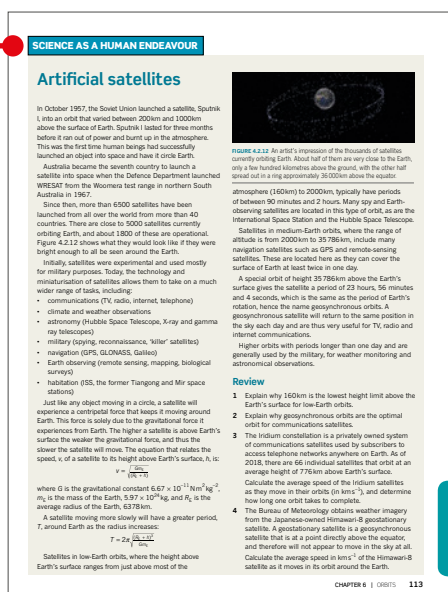 SCIENCE AS A HUMAN ENDEAVOUR
Artificial satellites
In October 1957, the Soviet Union launched a satellite, Sputnik
I, into an orbit that varied between 200km and 1000km
above the surface of Earth. Sputnik I lasted for three months
before it ran out of power and burnt up in the atmosphere.
This was the first time human beings had successfully
launched an object into space and have it circle Earth.
Australia became the seventh country to launch a
satellite into space when the Defence Department launched
WRESAT from the Woomera test range in northern South
Australia in 1967.
Since then, more than 6500 satellites have been
launched from all over the world from more than 40
countries. There are close to 5000 satellites currently
orbiting Earth, and about 1800 of these are operational.
Figure 4.2.12 shows what they would look like if they were
bright enough to all be seen around the Earth.
Initially, satellites were experimental and used mostly
for military purposes. Today, the technology and
miniaturisation of satellites allows them to take on a much
wider range of tasks, including:
• communications (TV, radio, internet, telephone)
• climate and weather observations
• astronomy (Hubble Space Telescope, X-ray and gamma
ray telescopes)
• military (spying, reconnaissance, 'killer' satellites)
• navigation (GPS, GLONASS, Galileo)
• Earth observing (remote sensing, mapping, biological
surveys)
• habitation (ISS, the former Tiangong and Mir space
stations)
Just like any object moving in a circle, a satellite will
experience a centripetal force that keeps it moving around
Earth. This force is solely due to the gravitational force it
experiences from Earth. The higher a satellite is above Earth's
surface the weaker the gravitational force, and thus the
slower the satellite will move. The equation that relates the
speed, v, of a satellite to its height above Earth's surface, h, is:
v = √(GmE/(RE + h))
where G is the gravitational constant 6.67 × 10⁻¹¹ N m² kg⁻²,
mE is the mass of the Earth, 5.97 × 10²⁴ kg, and RE is the
average radius of the Earth, 6378km.
A satellite moving more slowly will have a greater period,
T, around Earth as the radius increases:
T = 2π√((RE + h)³/GmE)
Satellites in low-Earth orbits, where the height above
Earth's surface ranges from just above most of the
FIGURE 4.2.12 An artist's impression of the thousands of satellites
currently orbiting Earth. About half of them are very close to the Earth,
only a few hundred kilometres above the ground, with the other half
spread out in a ring approximately 36000km above the equator.
atmosphere (160km) to 2000km, typically have periods
of between 90 minutes and 2 hours. Many spy and Earth-
observing satellites are located in this type of orbit, as are the
International Space Station and the Hubble Space Telescope.
Satellites in medium-Earth orbits, where the range of
altitude is from 2000km to 35786km, include many
navigation satellites such as GPS and remote-sensing
satellites. These are located here as they can cover the
surface of Earth at least twice in one day.
A special orbit of height 35786km above the Earth's
surface gives the satellite a period of 23 hours, 56 minutes
and 4 seconds, which is the same as the period of Earth's
rotation, hence the name geosynchronous orbits. A
geosynchronous satellite will return to the same position in
the sky each day and are thus very useful for TV, radio and
internet communications.
Higher orbits with periods longer than one day and are
generally used by the military, for weather monitoring and
astronomical observations.
Review
1 Explain why 160km is the lowest height limit above the
Earth's surface for low-Earth orbits.
2 Explain why geosynchronous orbits are the optimal
orbit for communications satellites.
3 The Iridium constellation is a privately owned system
of communications satellites used by subscribers to
access telephone networks anywhere on Earth. As of
2018, there are 66 individual satellites that orbit at an
average height of 776km above Earth's surface.
Calculate the average speed of the Iridium satellites
as they move in their orbits (in km s⁻¹), and determine
how long one orbit takes to complete.
4 The Bureau of Meteorology obtains weather imagery
from the Japanese-owned Himawari-8 geostationary
satellite. A geostationary satellite is a geosynchronous
satellite that is at a point directly above the equator,
and therefore will not appear to move in the sky at all.
Calculate the average speed in km s⁻¹ of the Himawari-8
satellite as it moves in its orbit around the Earth.
CHAPTER 6 | ORBITS 113